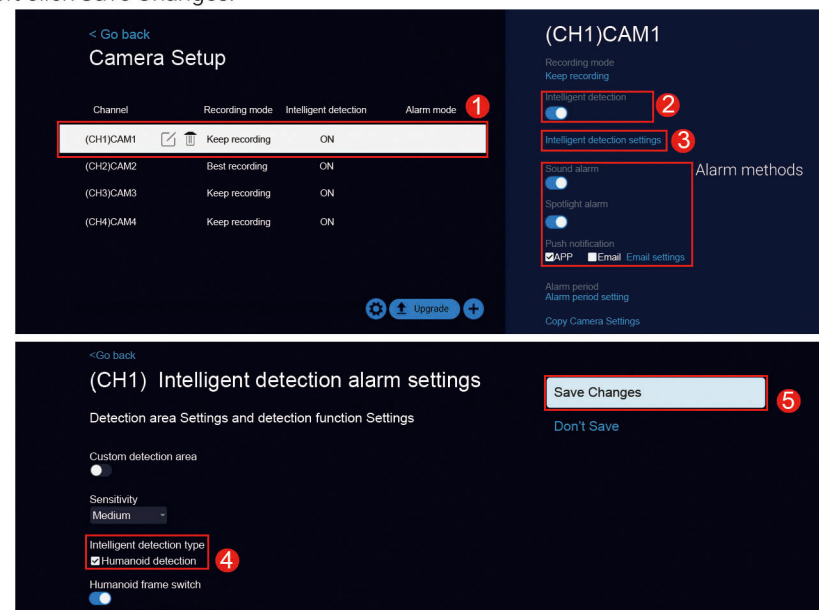 click Save Changes.
< Go back
Camera Setup
Channel Recording mode Intelligent detection Alarm mode 1
(CH1)CAM1 Keep recording ON
(CH2)CAM2 Best recording ON
(CH3)CAM3 Keep recording ON
(CH4)CAM4 Keep recording ON
Upgrade
(CH1)CAM1
Recording mode
Keep recording
Intelligent detection
2
Intelligent detection settings 3
Sound alarm Alarm methods
Spotlight alarm
Push notification
APP Email Email settings
Alarm period
Alarm period setting
Copy Camera Settings
<Go back
(CH1) Intelligent detection alarm settings
Detection area Settings and detection function Settings
Custom detection area
Sensitivity
Medium
Intelligent detection type
Humanoid detection 4
Humanoid frame switch
Save Changes
5
Don't Save